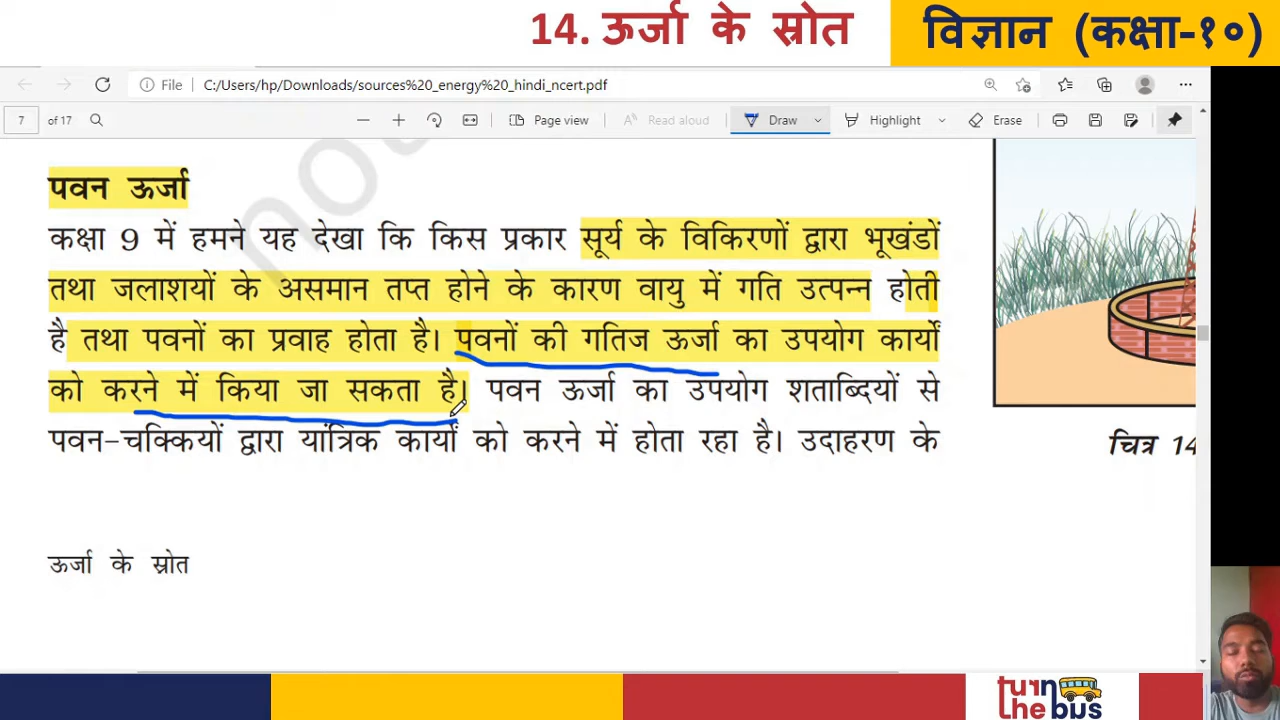 14. ऊर्जा के स्रोत
विज्ञान (कक्षा-१०)
File
C:/Users/hp/Downloads/sources%20_energy%20_hindi_ncert.pdf
7 of 17
Page view
Read aloud
Draw
Highlight
Erase
पवन ऊर्जा
कक्षा 9 में हमने यह देखा कि किस प्रकार सूर्य के विकिरणों द्वारा भूखंडों
तथा जलाशयों के असमान तप्त होने के कारण वायु में गति उत्पन्न होती
है तथा पवनों का प्रवाह होता है। पवनों की गतिज ऊर्जा का उपयोग कार्यों
को करने में किया जा सकता है। पवन ऊर्जा का उपयोग शताब्दियों से
पवन-चक्कियों द्वारा यांत्रिक कार्यों को करने में होता रहा है। उदाहरण के
चित्र 14
ऊर्जा के स्रोत
turn
the bus